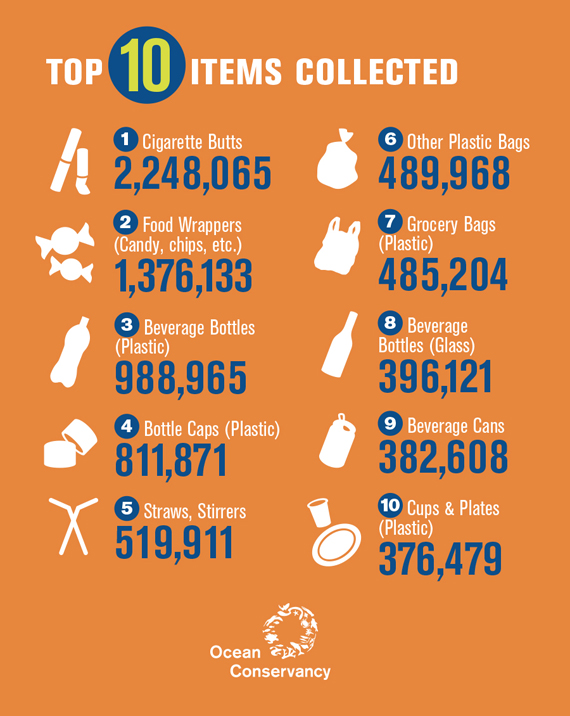 TOP 10 ITEMS COLLECTED
1 Cigarette Butts
2,248,065
2 Food Wrappers
(Candy, chips, etc.)
1,376,133
3 Beverage Bottles
(Plastic)
988,965
4 Bottle Caps (Plastic)
811,871
5 Straws, Stirrers
519,911
6 Other Plastic Bags
489,968
7 Grocery Bags
(Plastic)
485,204
8 Beverage
Bottles (Glass)
396,121
9 Beverage Cans
382,608
10 Cups & Plates
(Plastic)
376,479
Ocean
Conservancy